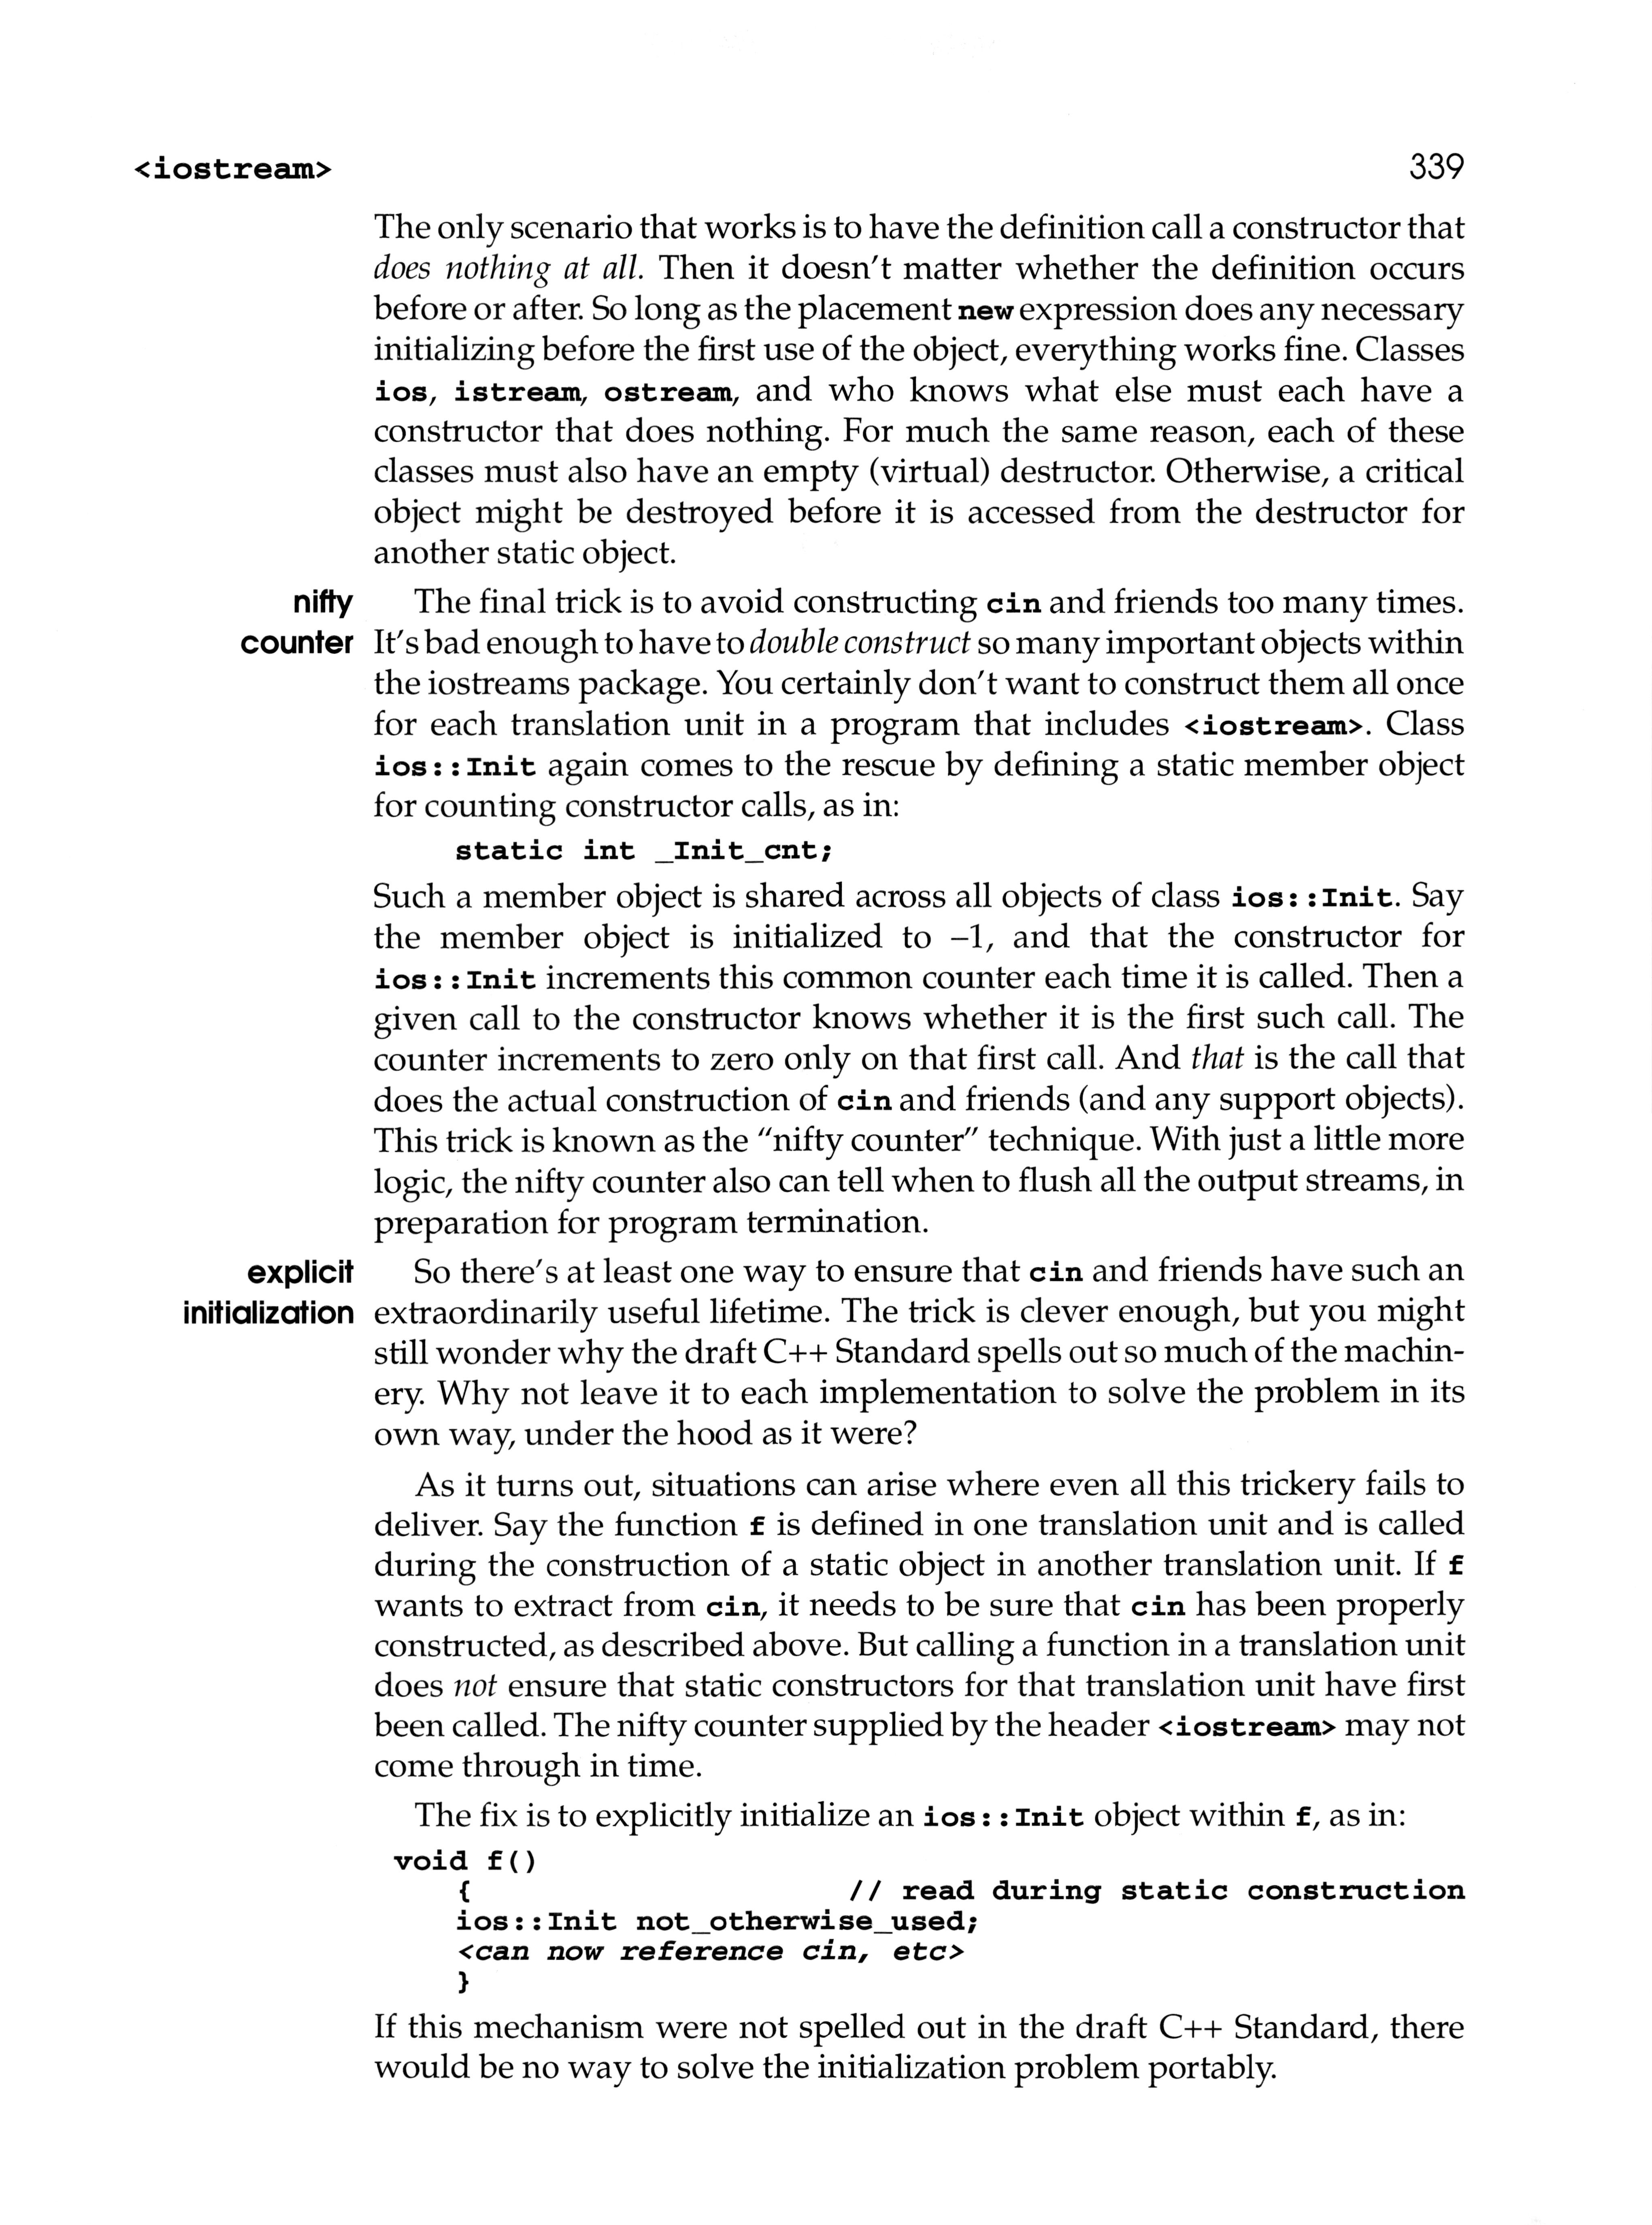 <iostream> 339
The only scenario that works is to have the definition call a constructor that
does nothing at all. Then it doesn't matter whether the definition occurs
before or after. So long as the placement new expression does any necessary
initializing before the first use of the object, everything works fine. Classes
ios, istream, ostream, and who knows what else must each have a
constructor that does nothing. For much the same reason, each of these
classes must also have an empty (virtual) destructor. Otherwise, a critical
object might be destroyed before it is accessed from the destructor for
another static object.
nifty The final trick is to avoid constructing cin and friends too many times.
counter It's bad enough to have to double construct so many important objects within
the iostreams package. You certainly don't want to construct them all once
for each translation unit in a program that includes <iostream>. Class
ios::Init again comes to the rescue by defining a static member object
for counting constructor calls, as in:
static int _Init_cnt;
Such a member object is shared across all objects of class ios::Init. Say
the member object is initialized to –1, and that the constructor for
ios::Init increments this common counter each time it is called. Then a
given call to the constructor knows whether it is the first such call. The
counter increments to zero only on that first call. And that is the call that
does the actual construction of cin and friends (and any support objects).
This trick is known as the "nifty counter" technique. With just a little more
logic, the nifty counter also can tell when to flush all the output streams, in
preparation for program termination.
explicit So there's at least one way to ensure that cin and friends have such an
initialization extraordinarily useful lifetime. The trick is clever enough, but you might
still wonder why the draft C++ Standard spells out so much of the machin-
ery. Why not leave it to each implementation to solve the problem in its
own way, under the hood as it were?
As it turns out, situations can arise where even all this trickery fails to
deliver. Say the function f is defined in one translation unit and is called
during the construction of a static object in another translation unit. If f
wants to extract from cin, it needs to be sure that cin has been properly
constructed, as described above. But calling a function in a translation unit
does not ensure that static constructors for that translation unit have first
been called. The nifty counter supplied by the header <iostream> may not
come through in time.
The fix is to explicitly initialize an ios::Init object within f, as in:
void f()
{ // read during static construction
ios::Init not_otherwise_used;
<can now reference cin, etc>
}
If this mechanism were not spelled out in the draft C++ Standard, there
would be no way to solve the initialization problem portably.